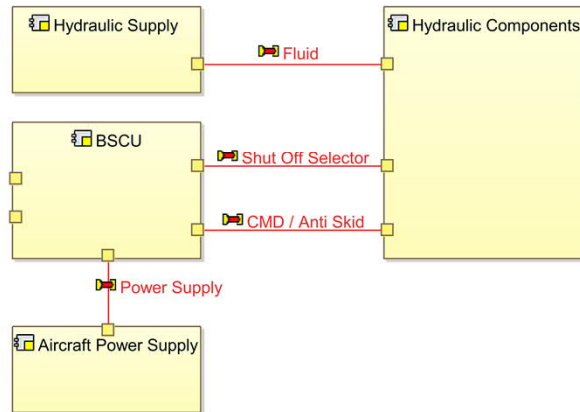 Hydraulic Supply
Hydraulic Components
Fluid
BSCU
Shut Off Selector
CMD / Anti Skid
Power Supply
Aircraft Power Supply